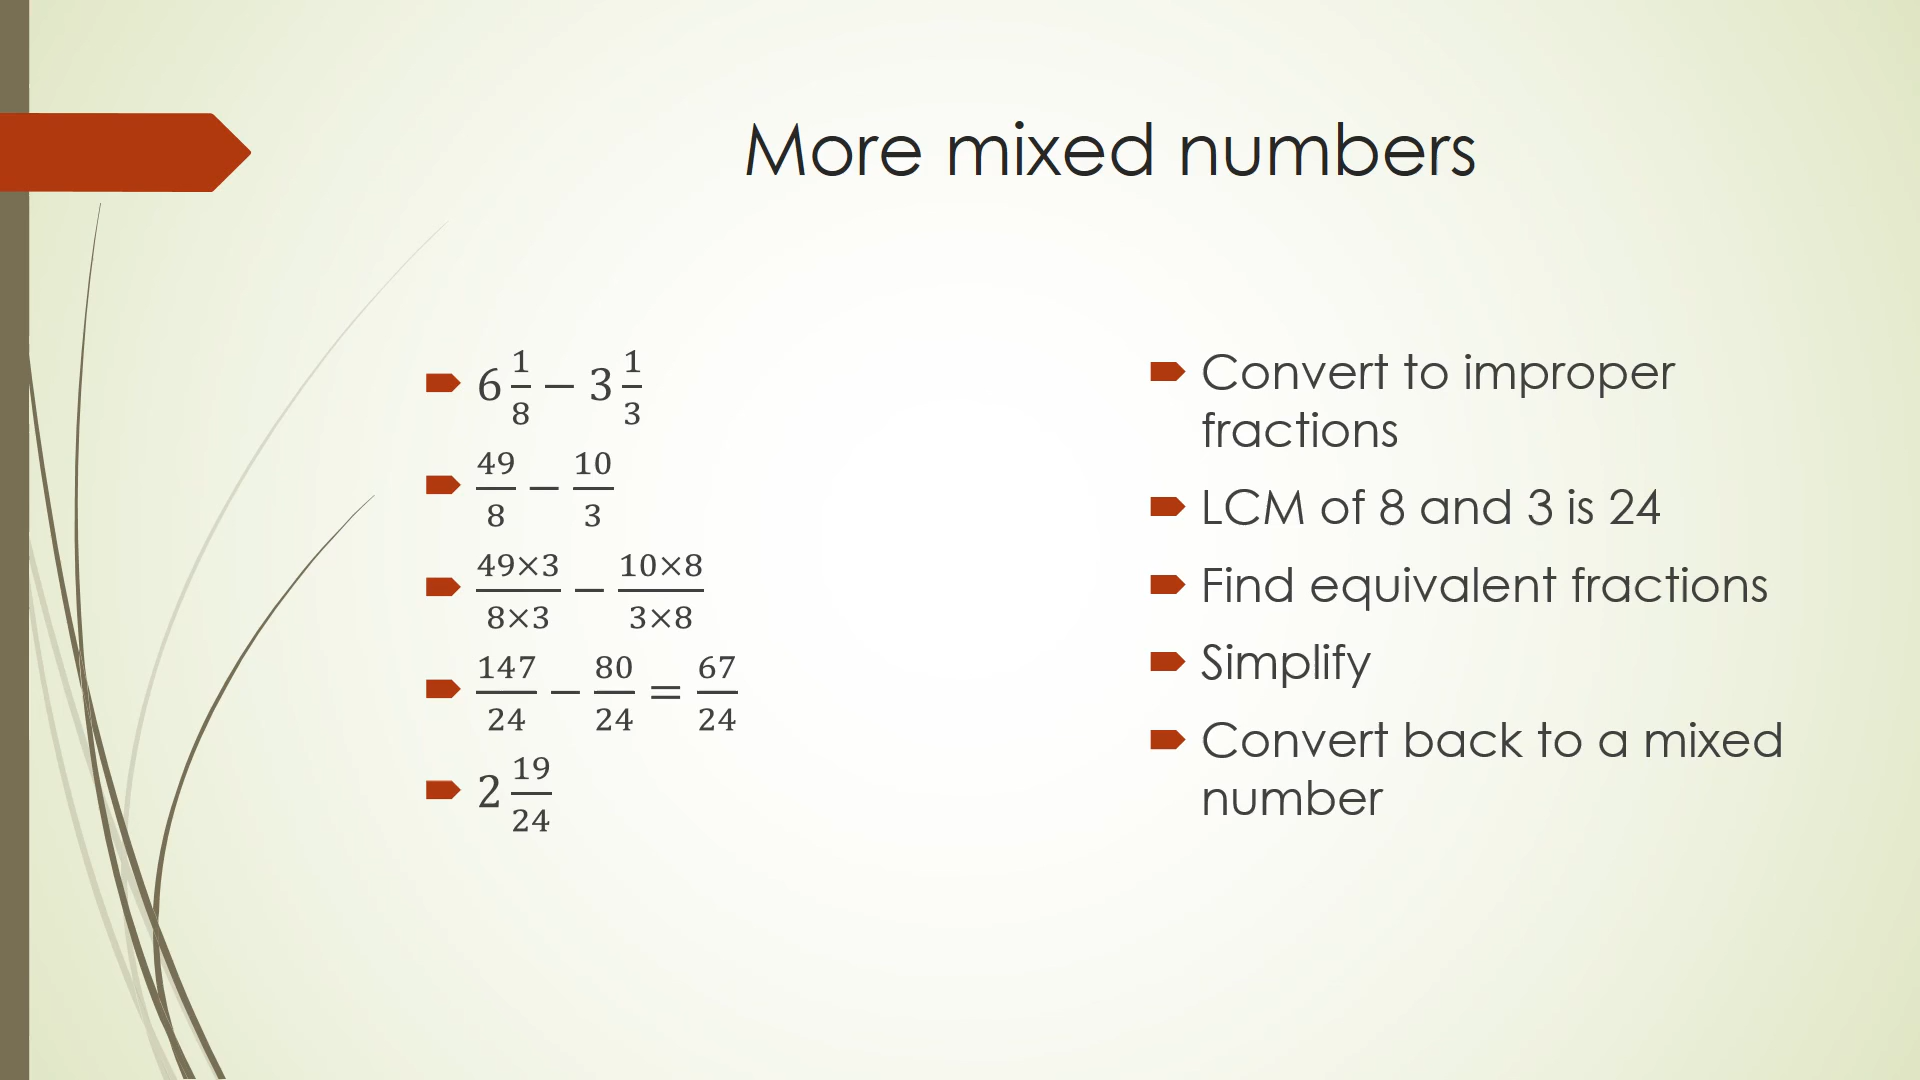 More mixed numbers
6 1/8 − 3 1/3
49/8 − 10/3
49×3/8×3 − 10×8/3×8
147/24 − 80/24 = 67/24
2 19/24
Convert to improper
fractions
LCM of 8 and 3 is 24
Find equivalent fractions
Simplify
Convert back to a mixed
number